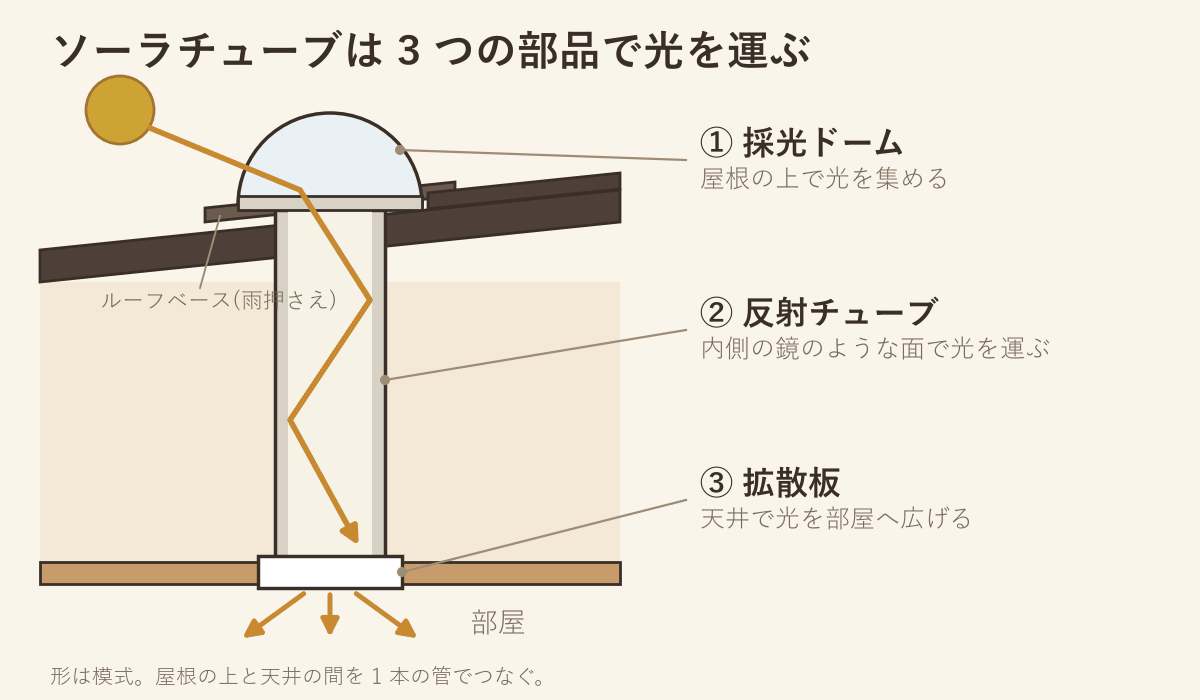 ソーラチューブは 3 つの部品で光を運ぶ
① 採光ドーム
屋根の上で光を集める
ルーフベース(雨押さえ)
② 反射チューブ
内側の鏡のような面で光を運ぶ
③ 拡散板
天井で光を部屋へ広げる
部屋
形は模式。屋根の上と天井の間を 1 本の管でつなぐ。